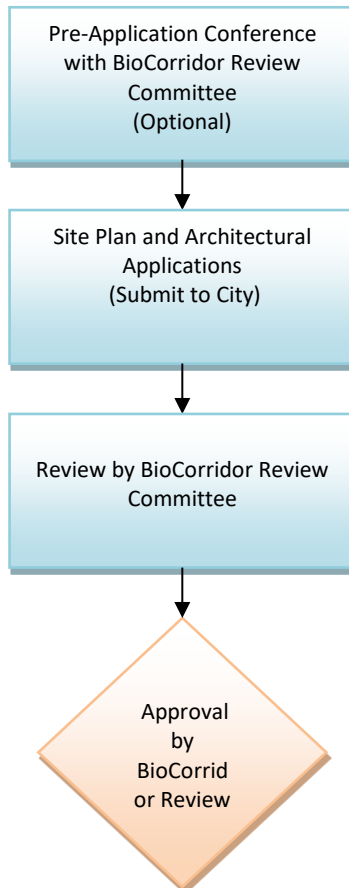 Pre-Application Conference
with BioCorridor Review
Committee
(Optional)
Site Plan and Architectural
Applications
(Submit to City)
Review by BioCorridor Review
Committee
Approval
by
BioCorrid
or Review